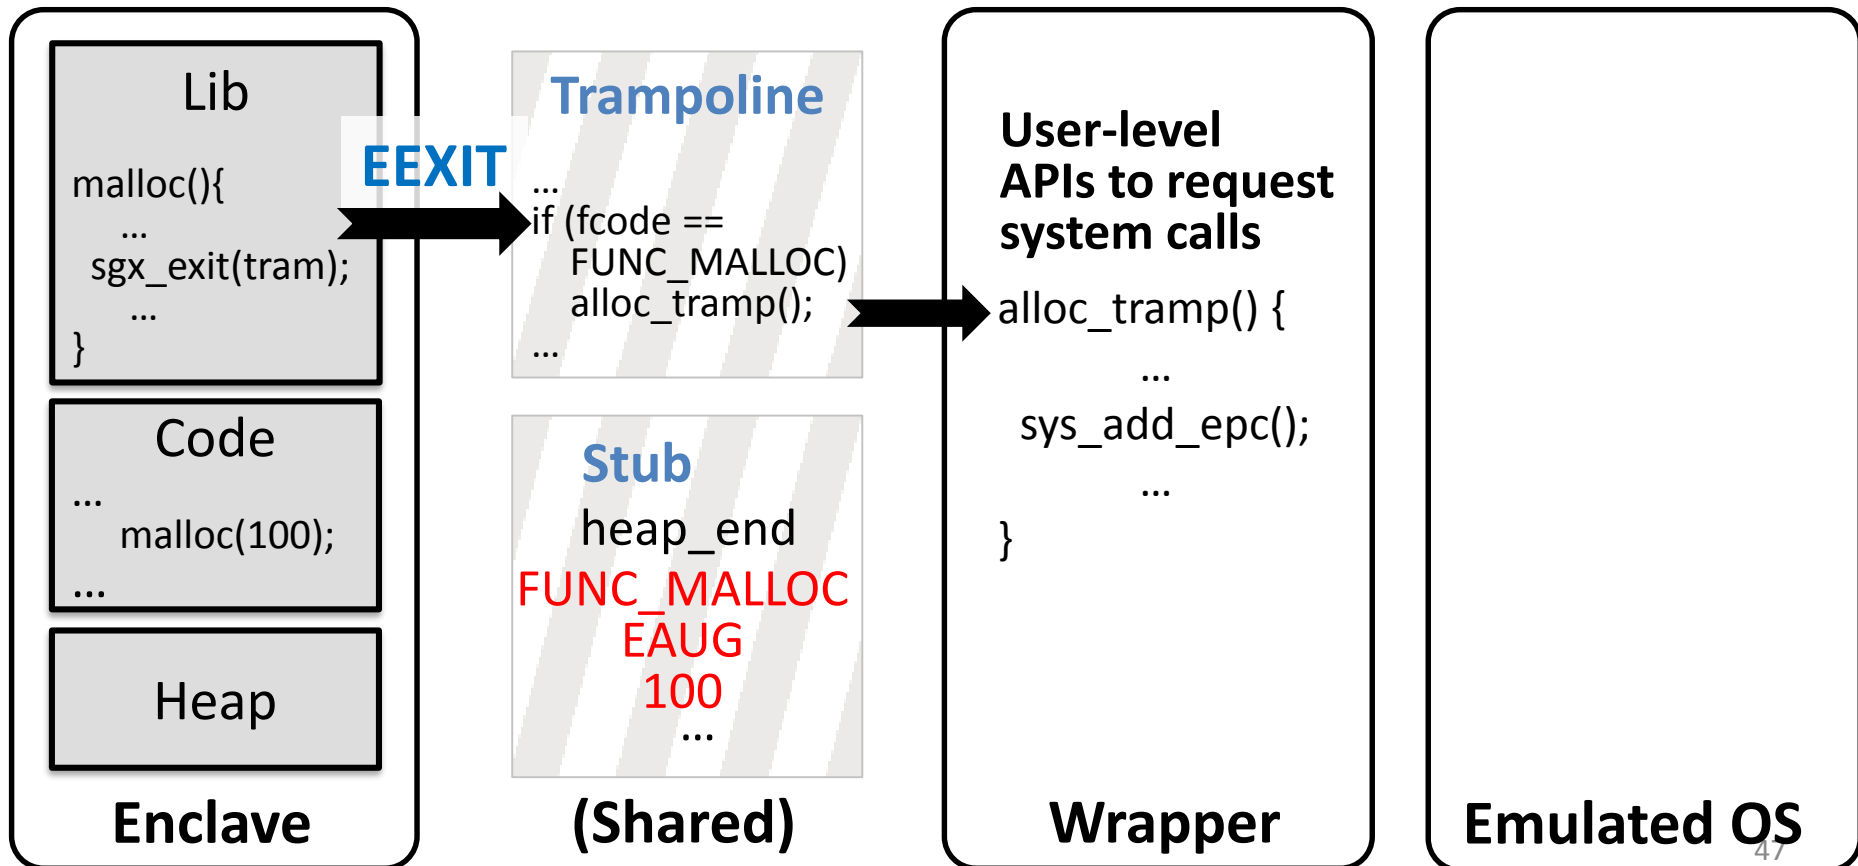 Lib
malloc(){
...
sgx_exit(tram);
...
}
Code
...
malloc(100);
...
Heap
Enclave
EEXIT
Trampoline
...
if (fcode ==
FUNC_MALLOC)
alloc_tramp();
...
Stub
heap_end
FUNC_MALLOC
EAUG
100
...
(Shared)
User-level
APIs to request
system calls
alloc_tramp() {
...
sys_add_epc();
...
}
Wrapper
Emulated OS
47